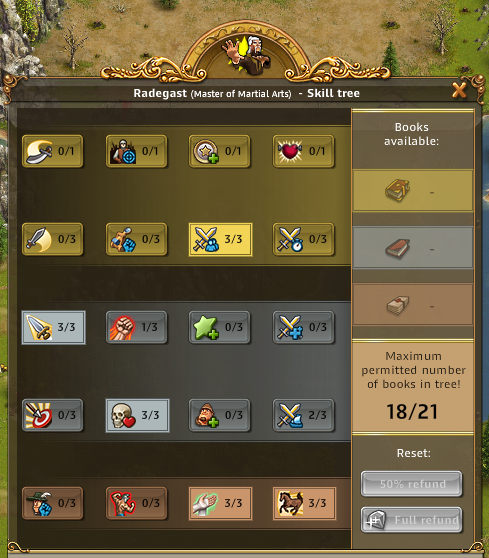 Radegast (Master of Martial Arts) - Skill tree
Books
available:
0/1 0/1 0/1 0/1
-
0/3 0/3 3/3 0/3
-
3/3 1/3 0/3 0/3
-
Maximum
permitted number
of books in tree!
18/21
0/3 3/3 0/3 2/3
Reset:
50% refund
0/3 0/3 3/3 3/3
Full refund